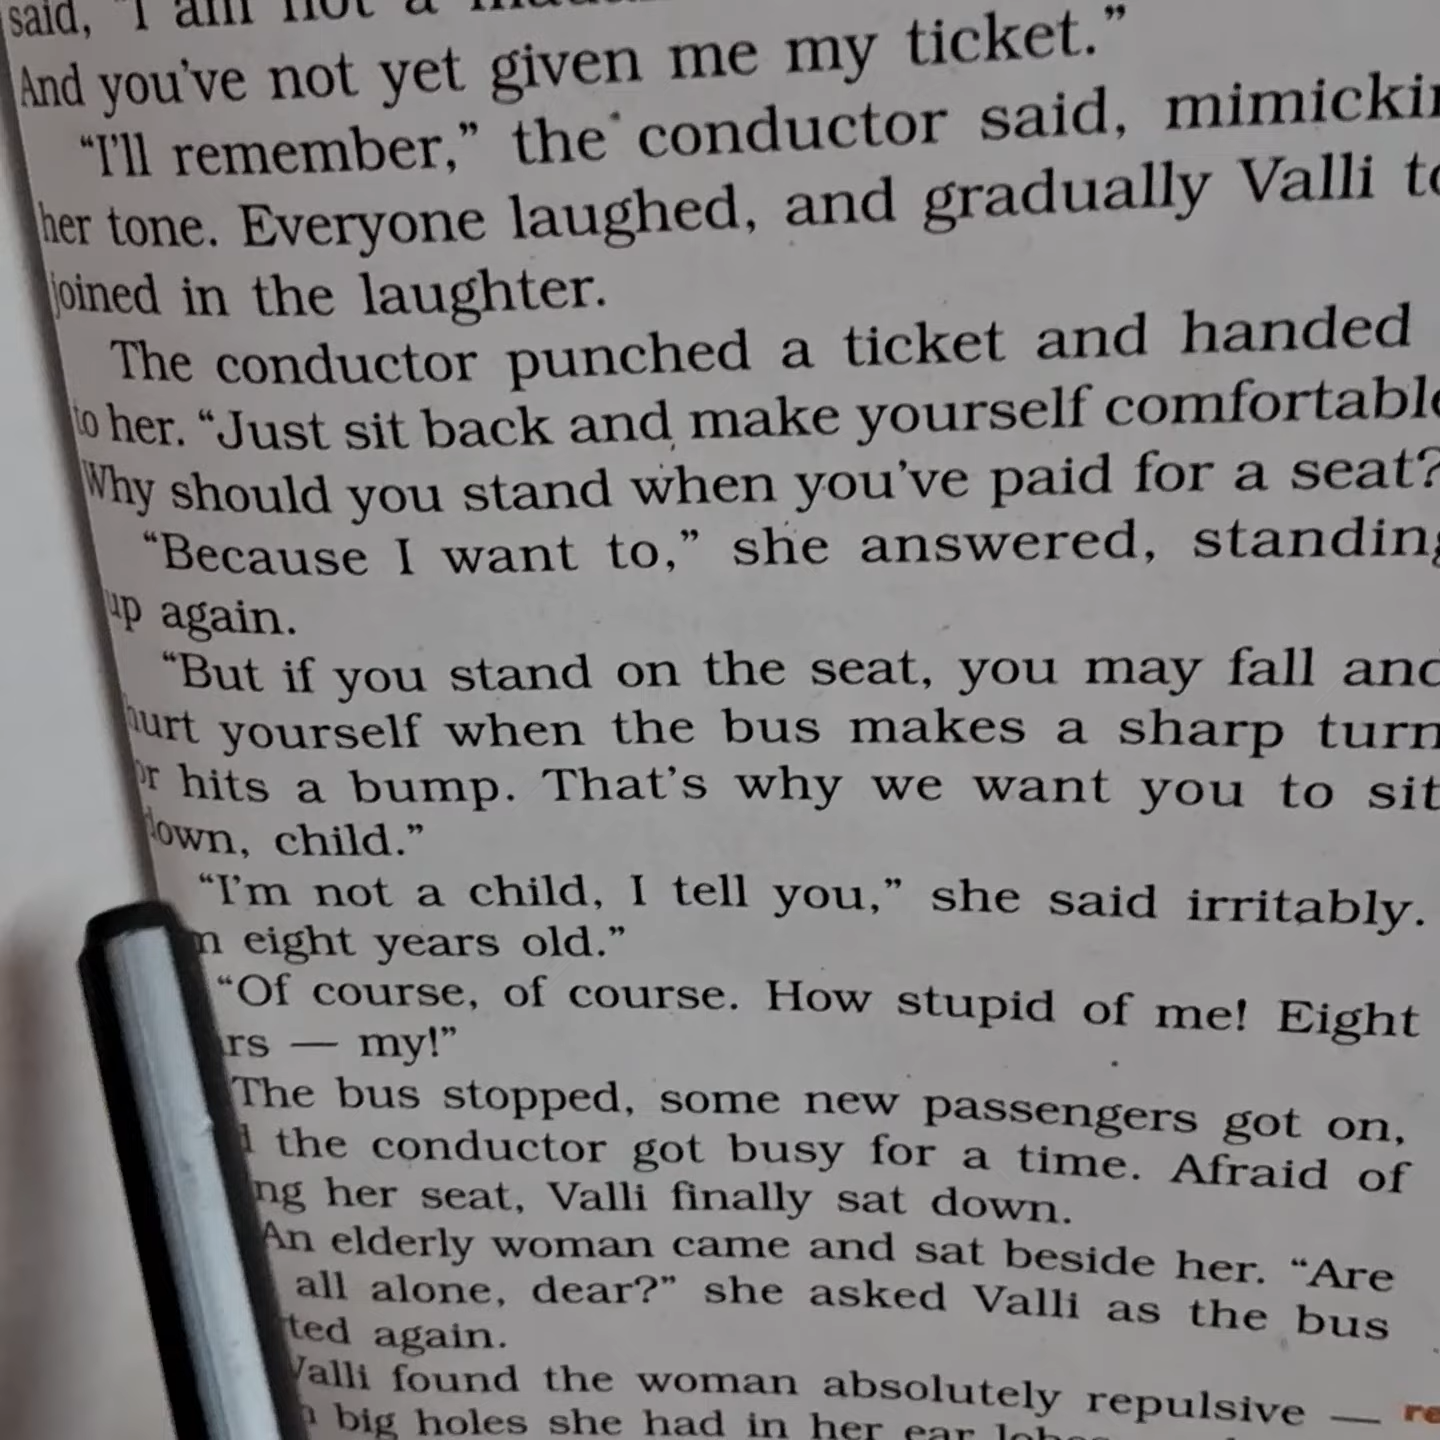 said, "I am not a
And you've not yet given me my ticket."
"I'll remember," the conductor said,
her tone. Everyone laughed, and gradually Valli
joined in the laughter.
The conductor punched a ticket and handed
to her. "Just sit back and make yourself comfortable
Why should you stand when you've paid for a seat?
"Because I want to," she answered, standing
up again.
"But if you stand on the seat, you may fall and
hurt yourself when the bus makes a sharp turn
or hits a bump. That's why we want you to sit
down, child."
"I'm not a child, I tell you," she said irritably.
eight years old."
"Of course, of course. How stupid of me! Eight
— my!"
The bus stopped, some new passengers got on,
the conductor got busy for a time. Afraid of
her seat, Valli finally sat down.
An elderly woman came and sat beside her. "Are
all alone, dear?" she asked Valli as the bus
again.
Valli found the woman absolutely repulsive —
big holes she had in her ear